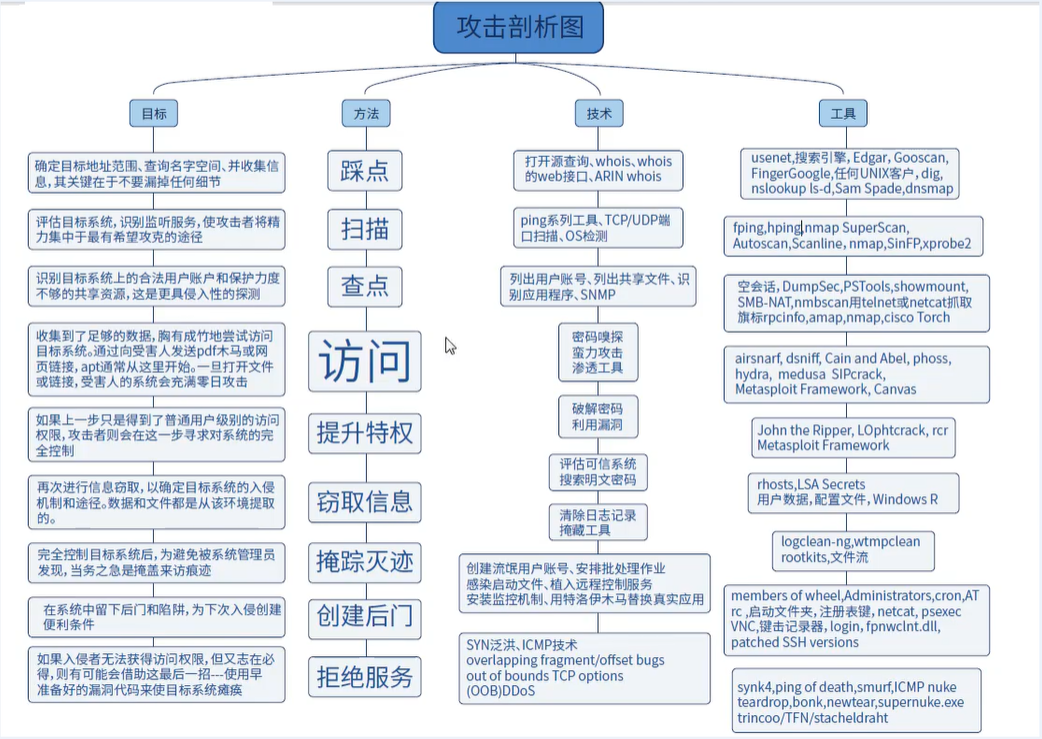 攻击剖析图
目标
确定目标地址范围、查询名字空间、并收集信
息，其关键在于不要漏掉任何细节
评估目标系统，识别监听服务，使攻击者将精
力集中于最有希望攻克的途径
识别目标系统上的合法用户账户和保护力度
不够的共享资源，这是更具侵入性的探测
收集到了足够的数据，胸有成竹地尝试访问
目标系统。通过向受害人发送pdf木马或网
页链接，apt通常从这里开始。一旦打开文件
或链接，受害人的系统会充满零日攻击
如果上一步只是得到了普通用户级别的访问
权限，攻击者则会在这一步寻求对系统的完
全控制
再次进行信息窃取，以确定目标系统的入侵
机制和途径。数据和文件都是从该环境提取
的。
完全控制目标系统后，为避免被系统管理员
发现，当务之急是掩盖来访痕迹
在系统中留下后门和陷阱，为下次入侵创建
便利条件
如果入侵者无法获得访问权限，但又志在必
得，则有可能会借助这最后一招---使用早
准备好的漏洞代码来使目标系统瘫痪
方法
踩点
扫描
查点
访问
提升特权
窃取信息
掩踪灭迹
创建后门
拒绝服务
技术
打开源查询、whois、whois
的web接口、ARIN whois
ping系列工具、TCP/UDP端
口扫描、OS检测
列出用户账号、列出共享文件、识
别应用程序、SNMP
密码嗅探
蛮力攻击
渗透工具
破解密码
利用漏洞
评估可信系统
搜索明文密码
清除日志记录
掩藏工具
创建流氓用户账号、安排批处理作业
感染启动文件、植入远程控制服务
安装监控机制、用特洛伊木马替换真实应用
SYN泛洪、ICMP技术
overlapping fragment/offset bugs
out of bounds TCP options
(OOB)DDoS
工具
usenet,搜索引擎，Edgar, Gooscan,
FingerGoogle,任何UNIX客户，dig,
nslookup ls-d,Sam Spade,dnsmap
fping,hping,nmap SuperScan,
Autoscan,Scanline，nmap,SinFP,xprobe2
空会话，DumpSec,PSTools,showmount,
SMB-NAT,nmbscan用telnet或netcat抓取
旗标rpcinfo,amap,nmap,cisco Torch
airsnarf, dsniff, Cain and Abel, phoss,
hydra, medusa SIPcrack,
Metasploit Framework, Canvas
John the Ripper, LOphtcrack, rcr
Metasploit Framework
rhosts,LSA Secrets
用户数据，配置文件，Windows R
logclean-ng,wtmpclean
rootkits,文件流
members of wheel,Administrators,cron,AT
rc ,启动文件夹，注册表键，netcat, psexec
VNC,键击记录器，login，fpnwclnt.dll,
patched SSH versions
synk4,ping of death,smurf,ICMP nuke
teardrop,bonk,newtear,supernuke.exe
trincoo/TFN/stacheldraht